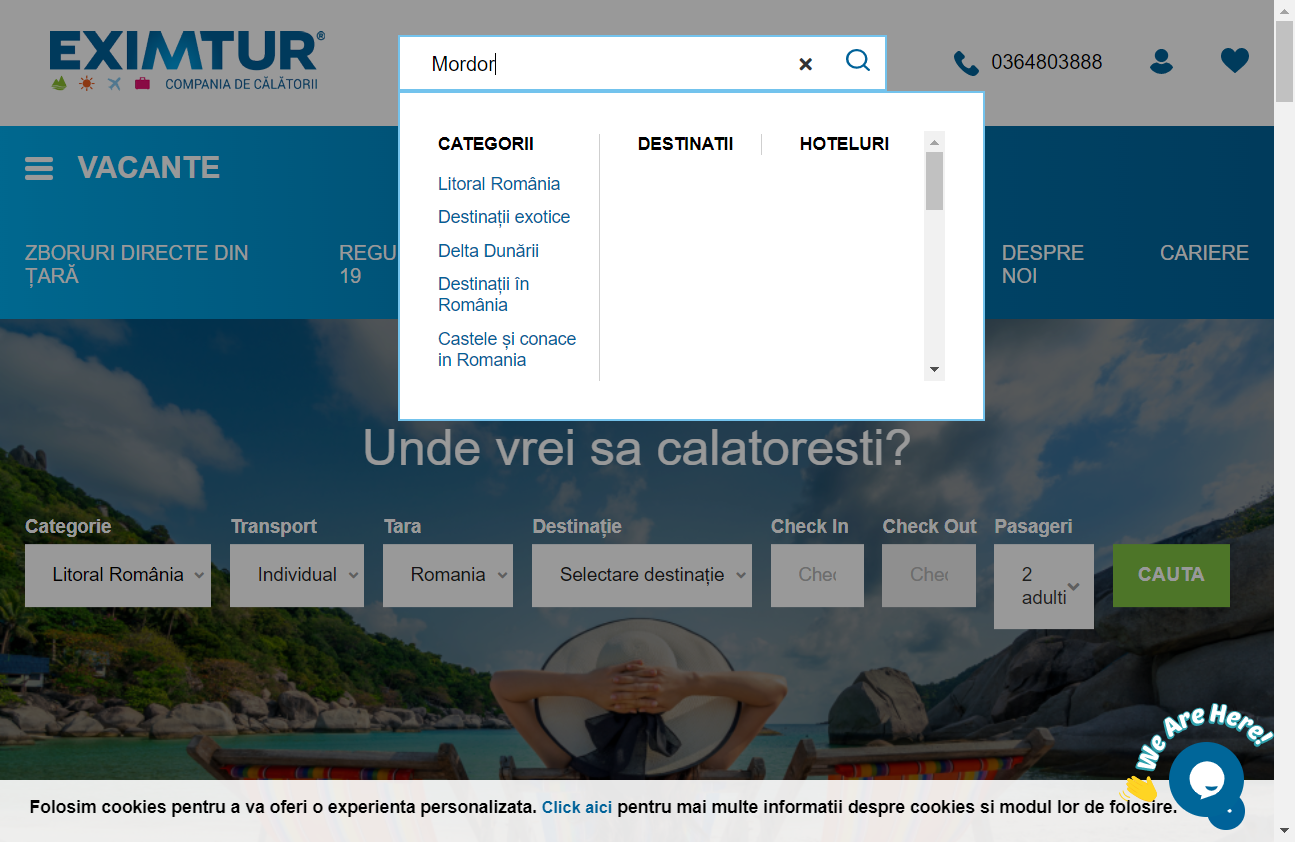 EXIMTUR®
COMPANIA DE CĂLĂTORII
Mordor
0364803888
CATEGORII
Litoral România
Destinații exotice
Delta Dunării
Destinații în
România
Castele și conace
in Romania
DESTINATII
HOTELURI
VACANTE
ZBORURI DIRECTE DIN
ȚARĂ
REGU
19
DESPRE
NOI
CARIERE
Unde vrei sa calatoresti?
Categorie
Litoral România
Transport
Individual
Tara
Romania
Destinație
Selectare destinație
Check In
Chec
Check Out
Chec
Pasageri
2
adulti
CAUTA
We Are Here!
Folosim cookies pentru a va oferi o experienta personalizata. Click aici pentru mai multe informatii despre cookies si modul lor de folosire.